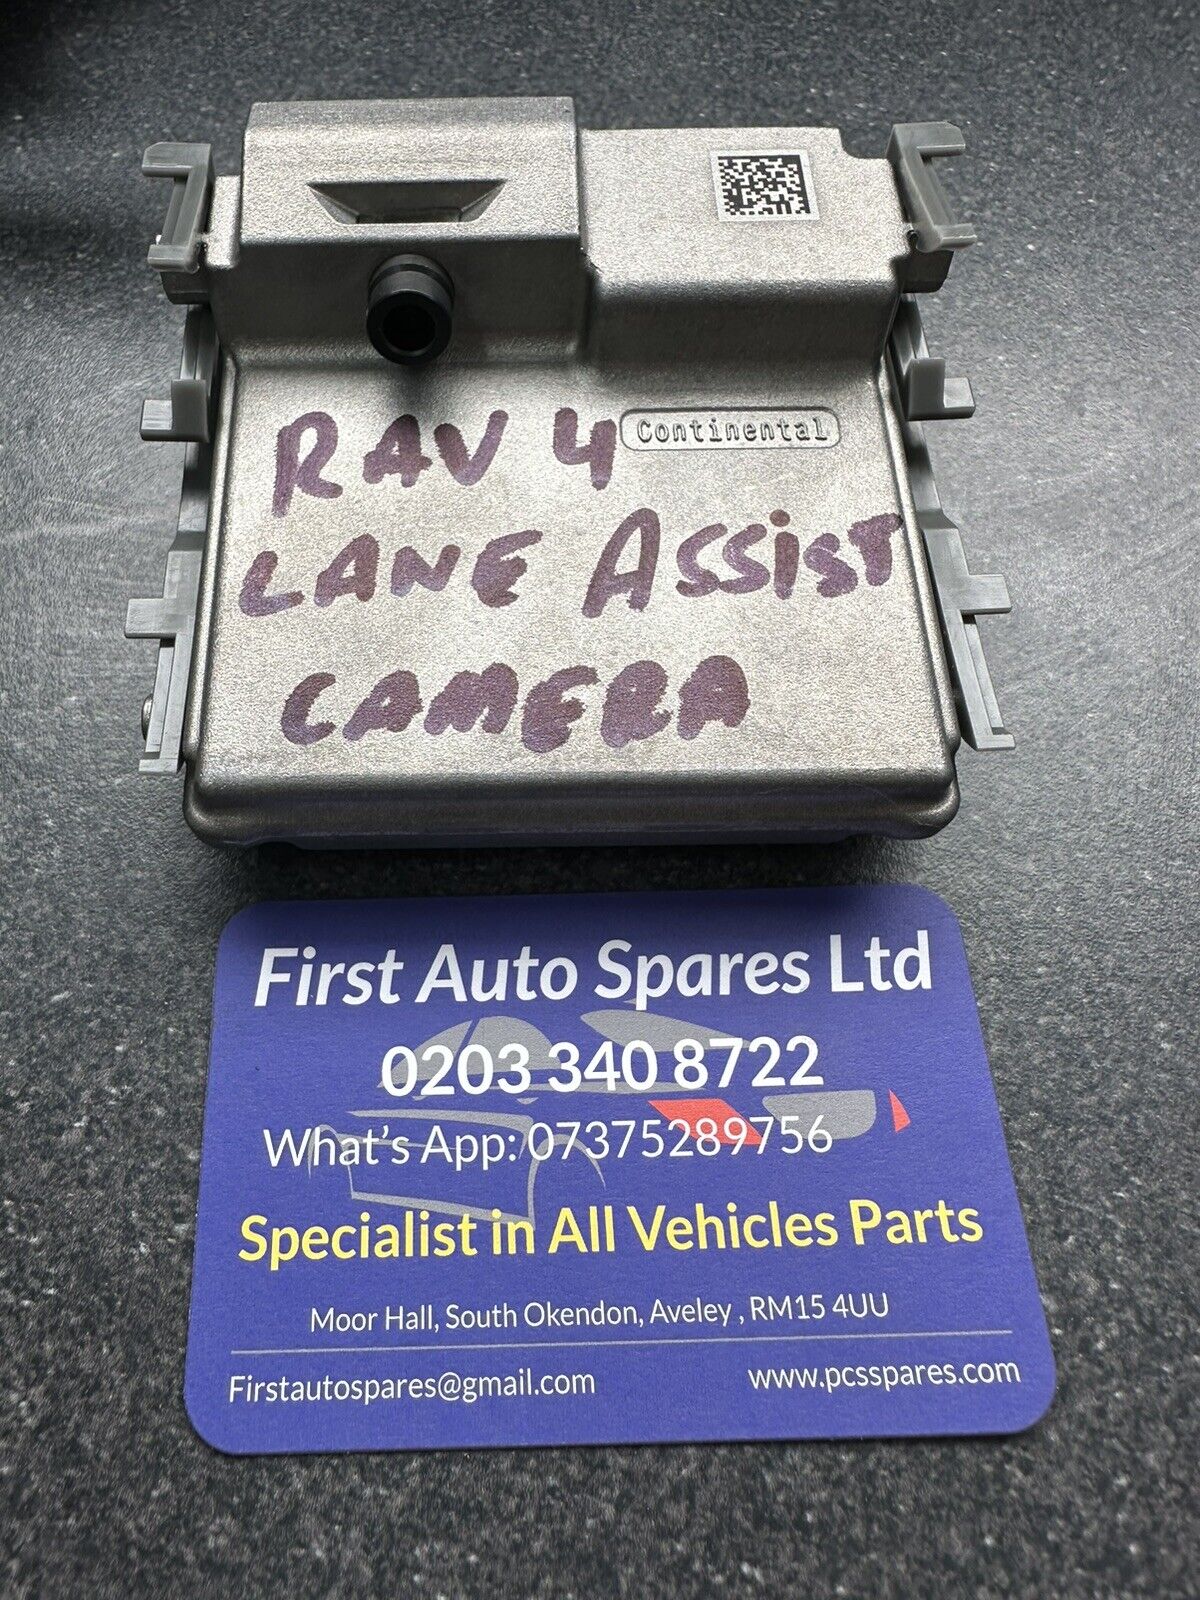 RAV 4
Continental
LANE ASSiST
CAMERA
First Auto Spares Ltd
0203 340 8722
What's App: 07375289756
Specialist in All Vehicles Parts
Moor Hall, South Okendon, Aveley , RM15 4UU
Firstautospares@gmail.com
www.pcsspares.com